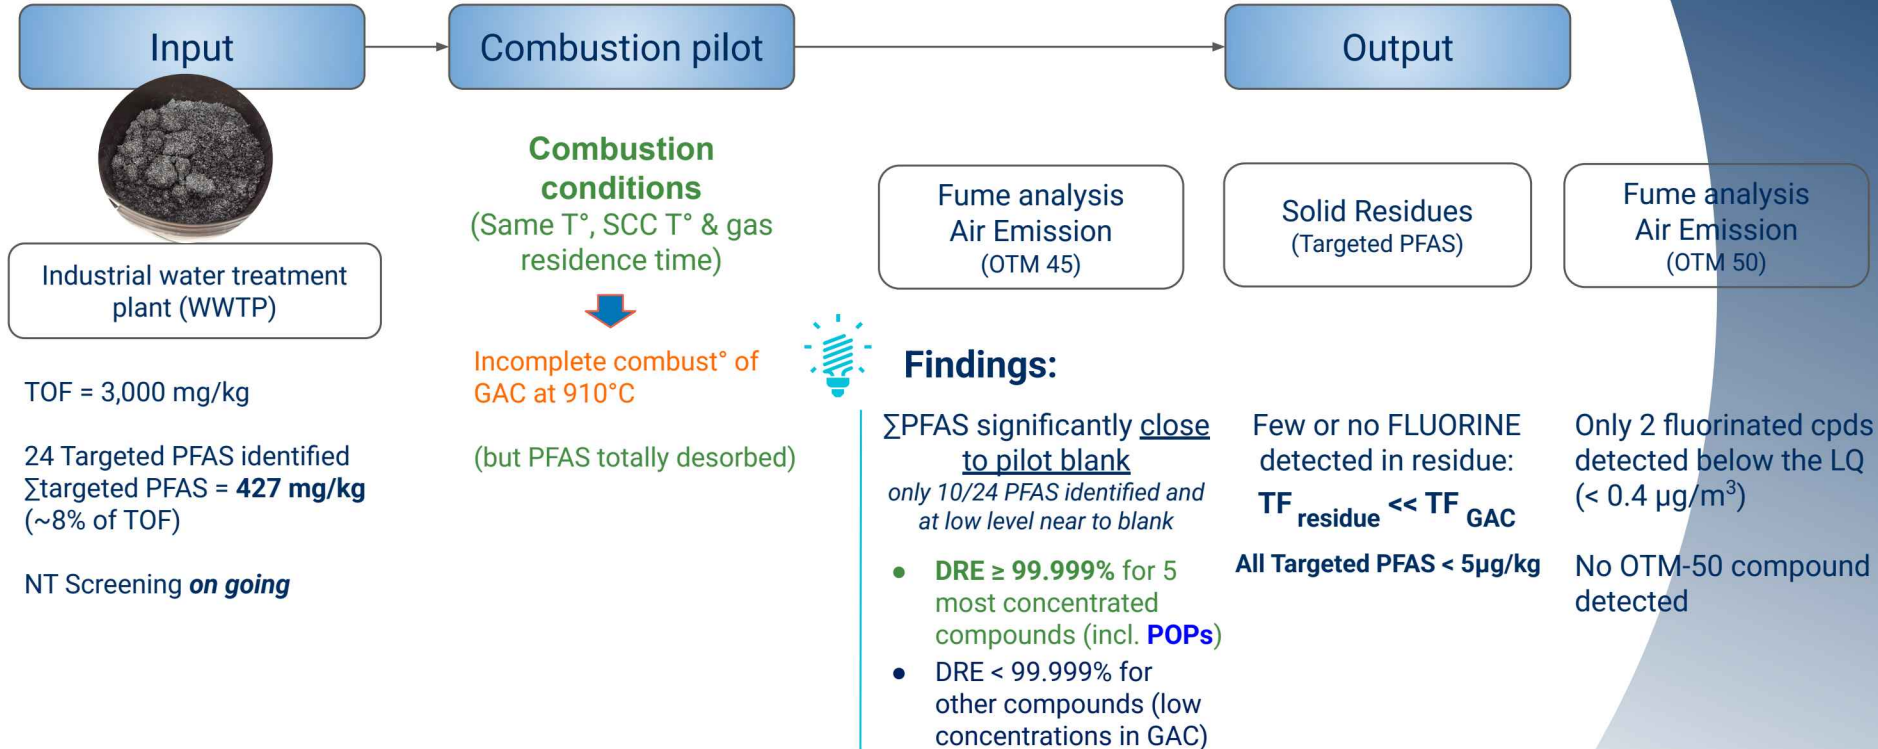 Input
Combustion pilot
Output
Industrial water treatment
plant (WWTP)
TOF = 3,000 mg/kg
24 Targeted PFAS identified
∑targeted PFAS = 427 mg/kg
(~8% of TOF)
NT Screening on going
Combustion
conditions
(Same T°, SCC T° & gas
residence time)
Incomplete combust° of
GAC at 910°C
(but PFAS totally desorbed)
Fume analysis
Air Emission
(OTM 45)
Solid Residues
(Targeted PFAS)
Fume analysis
Air Emission
(OTM 50)
Findings:
∑PFAS significantly close
to pilot blank
only 10/24 PFAS identified and
at low level near to blank
● DRE ≥ 99.999% for 5
most concentrated
compounds (incl. POPs)
● DRE < 99.999% for
other compounds (low
concentrations in GAC)
Few or no FLUORINE
detected in residue:
TF residue << TF GAC
All Targeted PFAS < 5µg/kg
Only 2 fluorinated cpds
detected below the LQ
(< 0.4 µg/m³)
No OTM-50 compound
detected